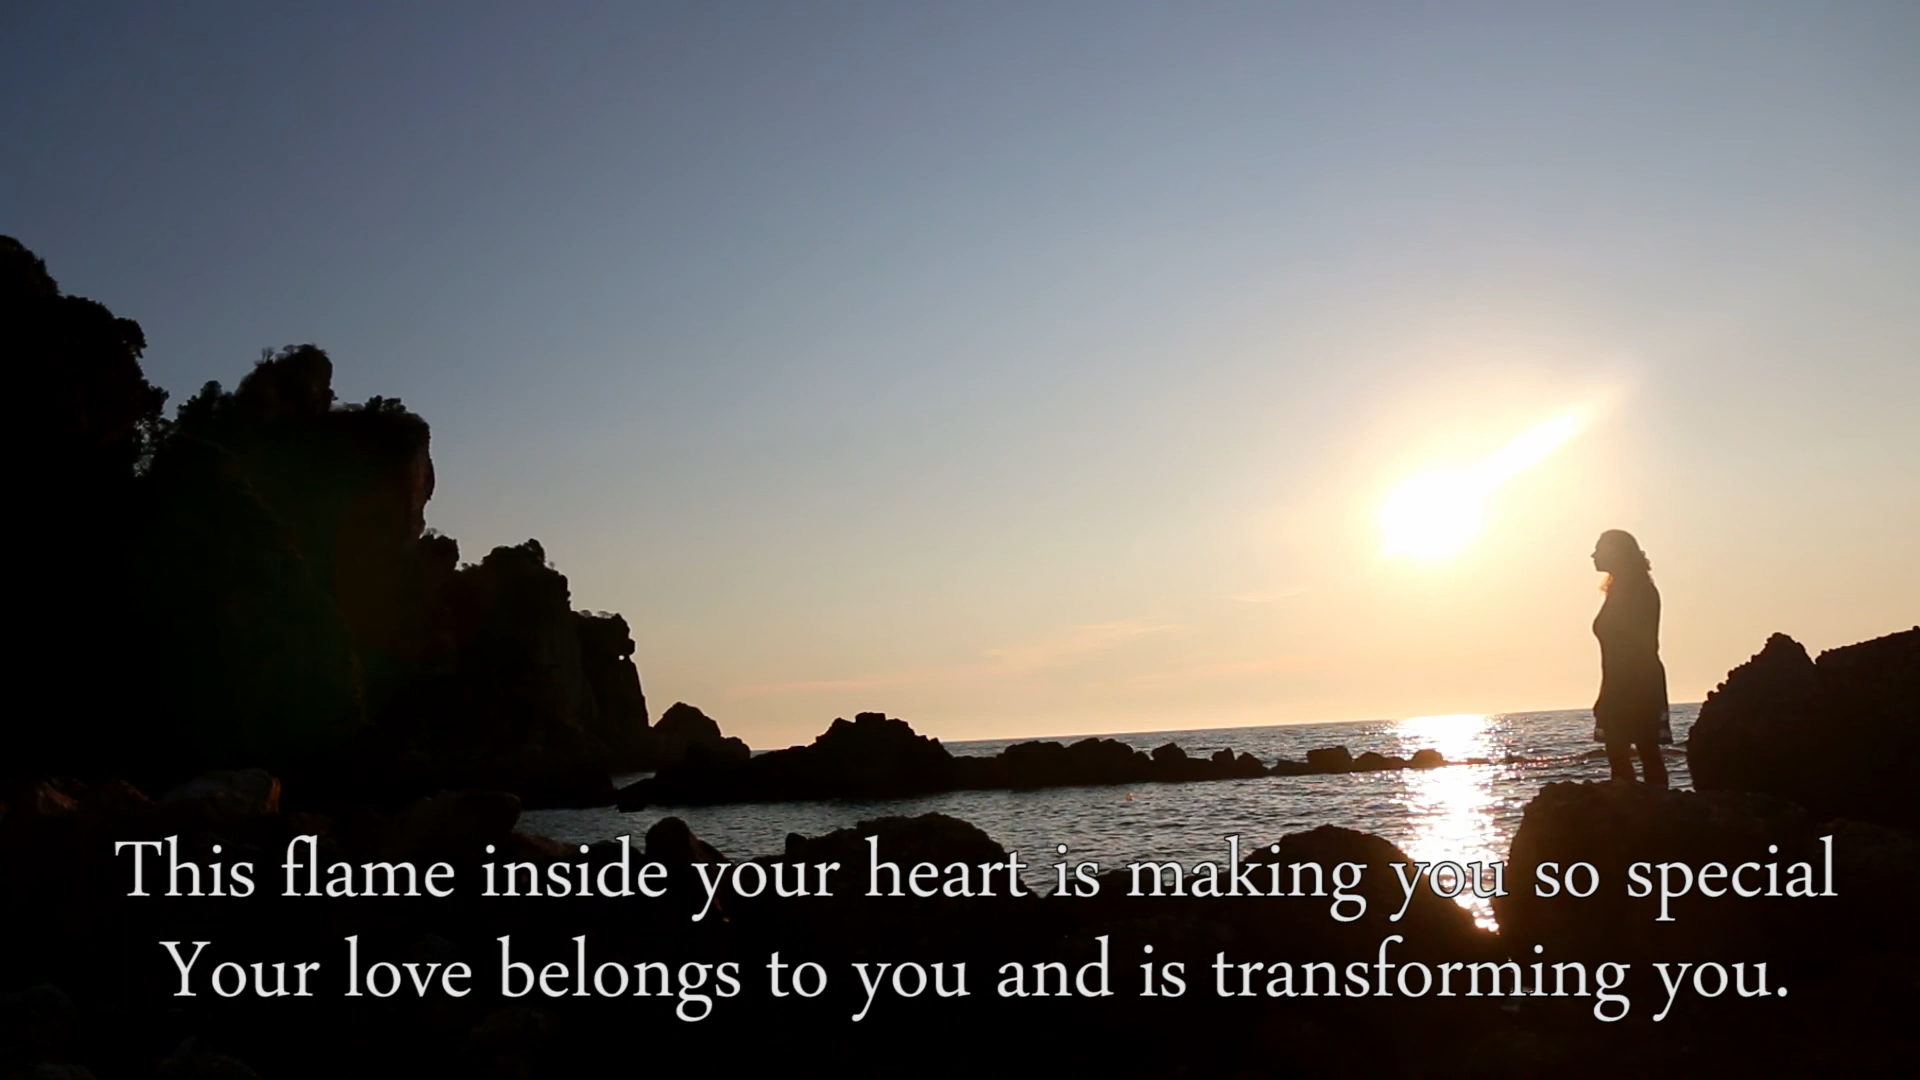 This flame inside your heart is making you so special
Your love belongs to you and is transforming you.